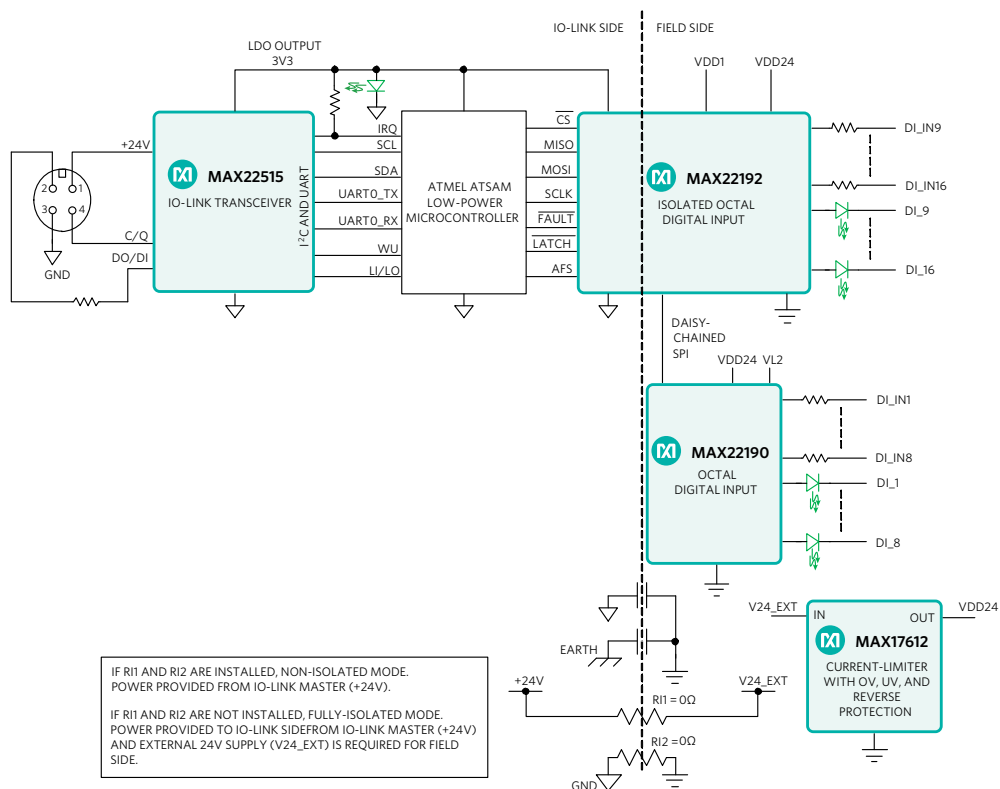 IO-LINK SIDE
FIELD SIDE
LDO OUTPUT
3V3
VDD1
VDD24
+24V
2
1
3
4
GND
C/Q
DO/DI
MAX22515
IO-LINK TRANSCEIVER
I²C AND UART
IRQ
SCL
SDA
UART0_TX
UART0_RX
WU
LI/LO
ATMEL ATSAM
LOW-POWER
MICROCONTROLLER
CS
MISO
MOSI
SCLK
FAULT
LATCH
AFS
MAX22192
ISOLATED OCTAL
DIGITAL INPUT
DI_IN9
DI_IN16
DI_9
DI_16
DAISY-
CHAINED
SPI
VDD24
VL2
MAX22190
OCTAL
DIGITAL INPUT
DI_IN1
DI_IN8
DI_1
DI_8
EARTH
+24V
V24_EXT
RI1 = 0Ω
RI2 =0Ω
GND
V24_EXT
IN
OUT
VDD24
MAX17612
CURRENT-LIMITER
WITH OV, UV, AND
REVERSE
PROTECTION
IF RI1 AND RI2 ARE INSTALLED, NON-ISOLATED MODE.
POWER PROVIDED FROM IO-LINK MASTER (+24V).
IF RI1 AND RI2 ARE NOT INSTALLED, FULLY-ISOLATED MODE.
POWER PROVIDED TO IO-LINK SIDEFROM IO-LINK MASTER (+24V)
AND EXTERNAL 24V SUPPLY (V24_EXT) IS REQUIRED FOR FIELD
SIDE.